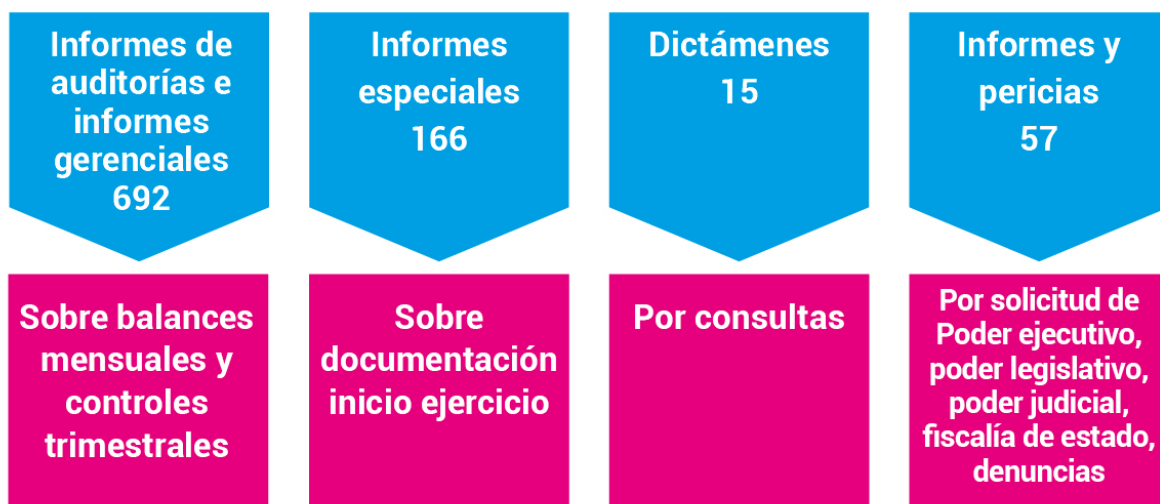 Informes de
auditorías e
informes
gerenciales
692
Sobre balances
mensuales y
controles
trimestrales
Informes
especiales
166
Sobre
documentación
inicio ejercicio
Dictámenes
15
Por consultas
Informes y
pericias
57
Por solicitud de
Poder ejecutivo,
poder legislativo,
poder judicial,
fiscalía de estado,
denuncias